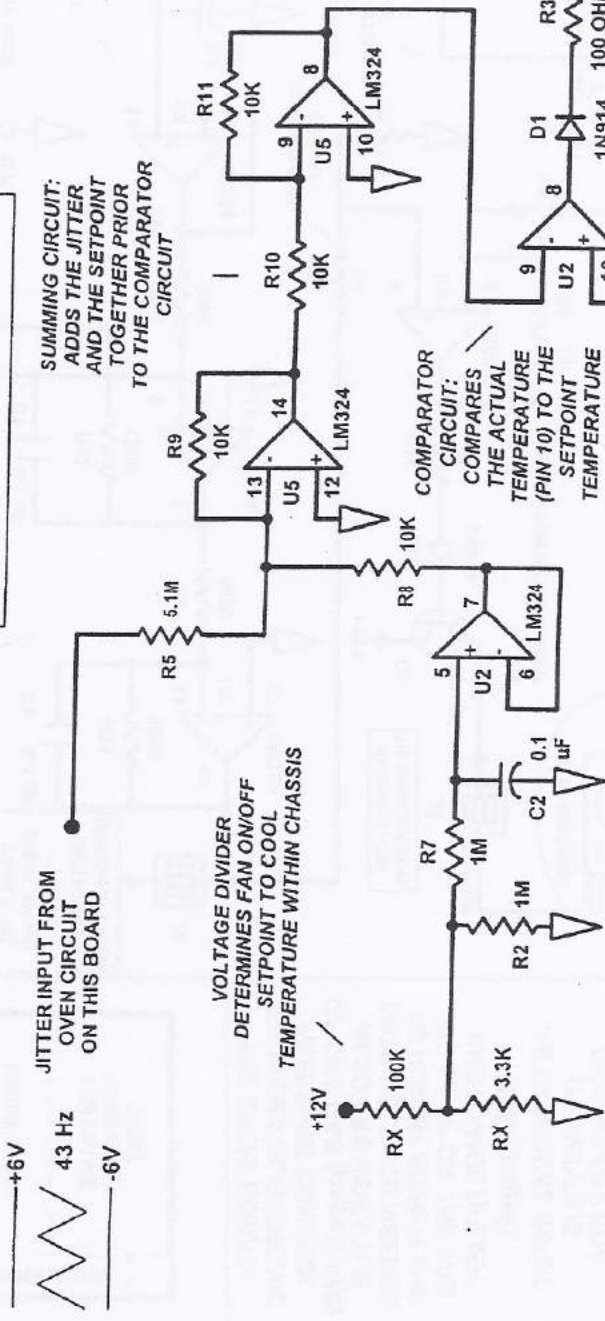 +6V
43 Hz
-6V
JITTER INPUT FROM
OVEN CIRCUIT
ON THIS BOARD
VOLTAGE DIVIDER
DETERMINES FAN ON/OFF
SETPOINT TO COOL
TEMPERATURE WITHIN CHASSIS
+12V
RX
100K
RX
3.3K
R2
1M
R7
1M
C2
0.1
uF
5
+
7
-
6
U2
LM324
R8
10K
R5
5.1M
R9
10K
13
-
14
U5
+
12
LM324
SUMMING CIRCUIT:
ADDS THE JITTER
AND THE SETPOINT
TOGETHER PRIOR
TO THE COMPARATOR
CIRCUIT
R10
10K
R11
10K
9
-
8
U5
+
10
LM324
COMPARATOR
CIRCUIT:
COMPARES
THE ACTUAL
TEMPERATURE
(PIN 10) TO THE
SETPOINT
TEMPERATURE
9
-
8
U2
+
D1
1N914
R3
100 OH